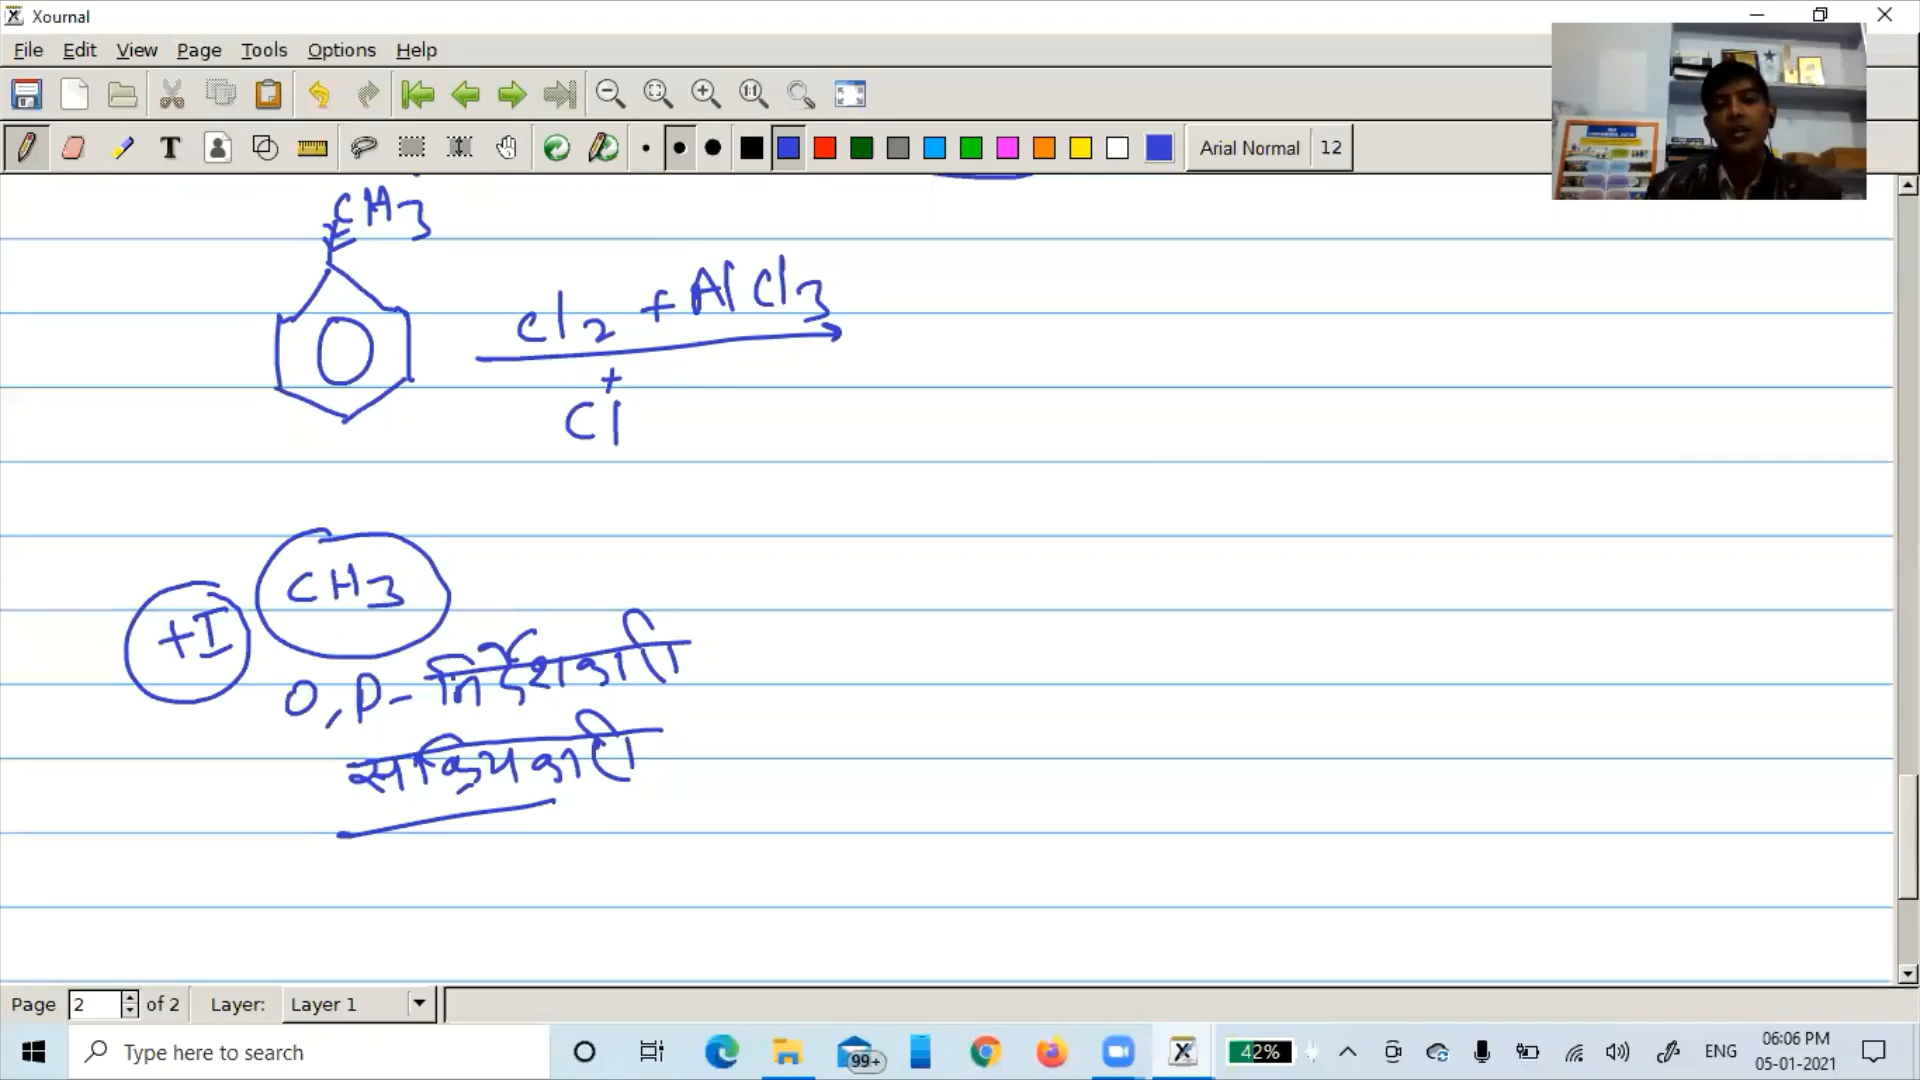 Xournal
File Edit View Page Tools Options Help
Arial Normal 12
CH3
Cl2 + AlCl3
+
Cl
CH3
+I
O, P- निर्देशकारी
सक्रियकारी
Page 2 of 2 Layer: Layer 1
Type here to search
99+
42%
ENG
06:06 PM
05-01-2021